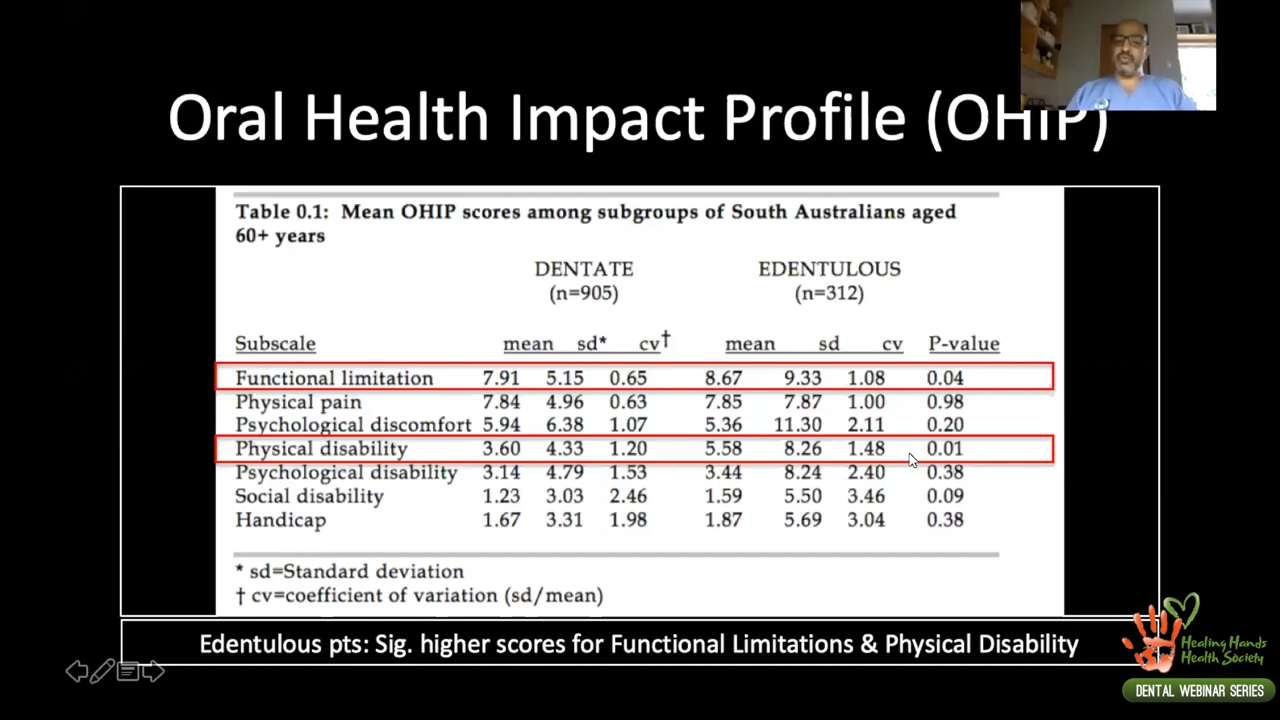 Oral Health Impact Profile (OHIP)
Table 0.1: Mean OHIP scores among subgroups of South Australians aged
60+ years
DENTATE EDENTULOUS
(n=905) (n=312)
Subscale mean sd* cv† mean sd cv P-value
Functional limitation 7.91 5.15 0.65 8.67 9.33 1.08 0.04
Physical pain 7.84 4.96 0.63 7.85 7.87 1.00 0.98
Psychological discomfort 5.94 6.38 1.07 5.36 11.30 2.11 0.20
Physical disability 3.60 4.33 1.20 5.58 8.26 1.48 0.01
Psychological disability 3.14 4.79 1.53 3.44 8.24 2.40 0.38
Social disability 1.23 3.03 2.46 1.59 5.50 3.46 0.09
Handicap 1.67 3.31 1.98 1.87 5.69 3.04 0.38
* sd=Standard deviation
† cv=coefficient of variation (sd/mean)
Edentulous pts: Sig. higher scores for Functional Limitations & Physical Disability
Healing Hands
Health Society
DENTAL WEBINAR SERIES